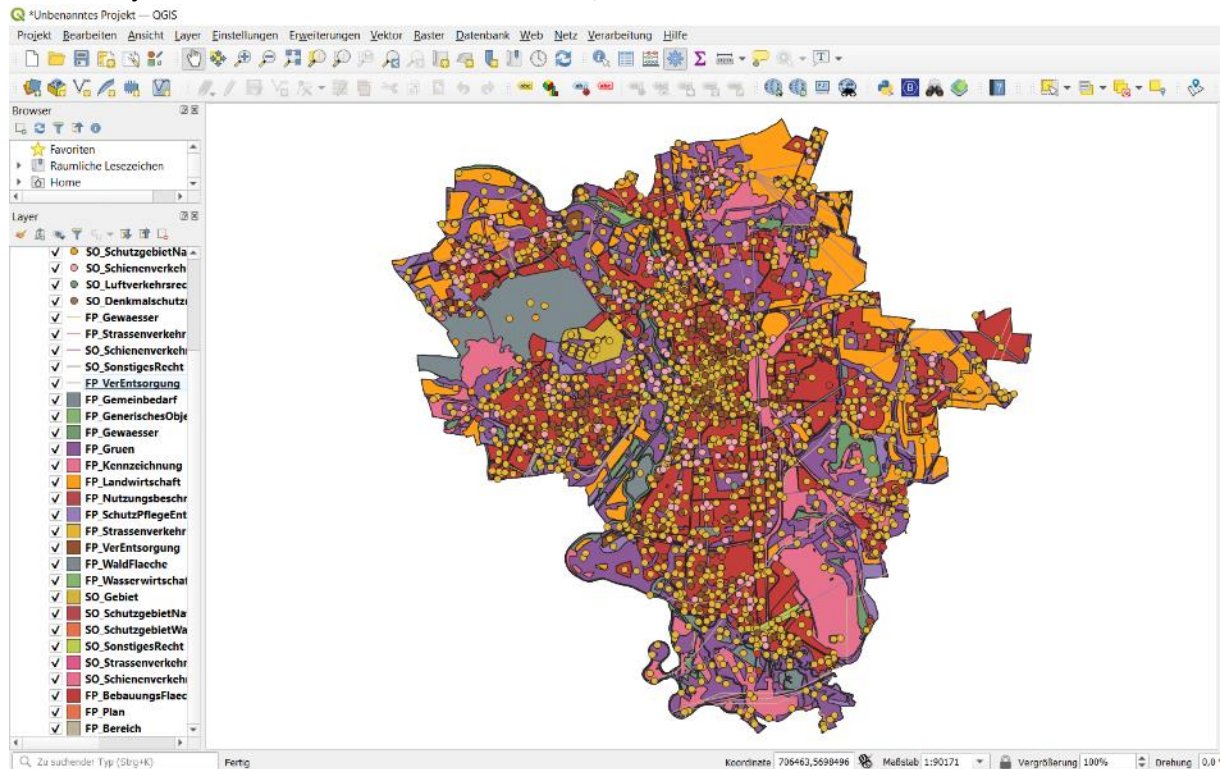 *Unbenanntes Projekt — QGIS
Projekt Bearbeiten Ansicht Layer Einstellungen Erweiterungen Vektor Raster Datenbank Web Netz Verarbeitung Hilfe
Browser
Favoriten
Räumliche Lesezeichen
Home
Layer
SO_SchutzgebietNa
SO_Schienenverkeh
SO_Luftverkehrsrec
SO_Denkmalschutz
FP_Gewaesser
FP_Strassenverkehr
SO_Schienenverkeh
SO_SonstigesRecht
FP_VerEntsorgung
FP_Gemeinbedarf
FP_GenerischesObje
FP_Gewaesser
FP_Gruen
FP_Kennzeichnung
FP_Landwirtschaft
FP_Nutzungsbeschr
FP_SchutzPflegeEnt
FP_Strassenverkehr
FP_VerEntsorgung
FP_WaldFlaeche
FP_Wasserwirtschaf
SO_Gebiet
SO_SchutzgebietNa
SO_SchutzgebietWa
SO_SonstigesRecht
SO_Strassenverkehr
SO_Schienenverkeh
FP_BebauungsFlaec
FP_Plan
FP_Bereich
Zu suchender Typ (Strg+K) Fertig Koordinate 706463,5698496 Maßstab 1:90171 Vergrößerung 100% Drehung 0,0